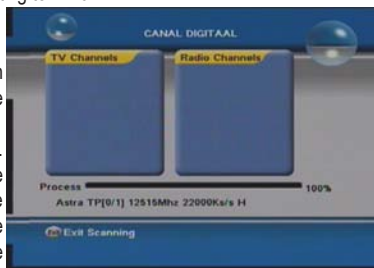 CANAL DIGITAAL
TV Channels Radio Channels
Process 100%
Astra TP[0/1] 12515Mhz 22000Ks/s H
Exit Scanning